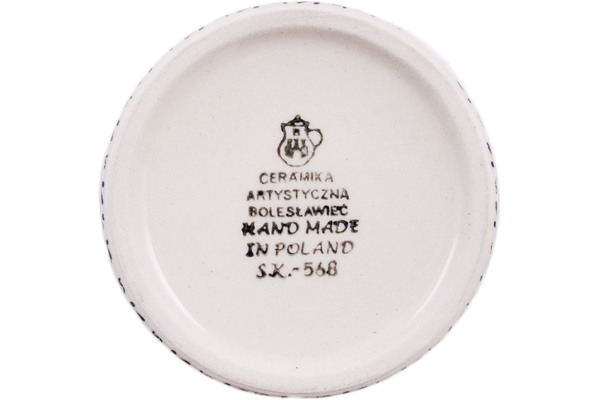 CERAMIKA
ARTYSTYCZNA
BOLESŁAWIEC
HAND MADE
IN POLAND
S.K.-568